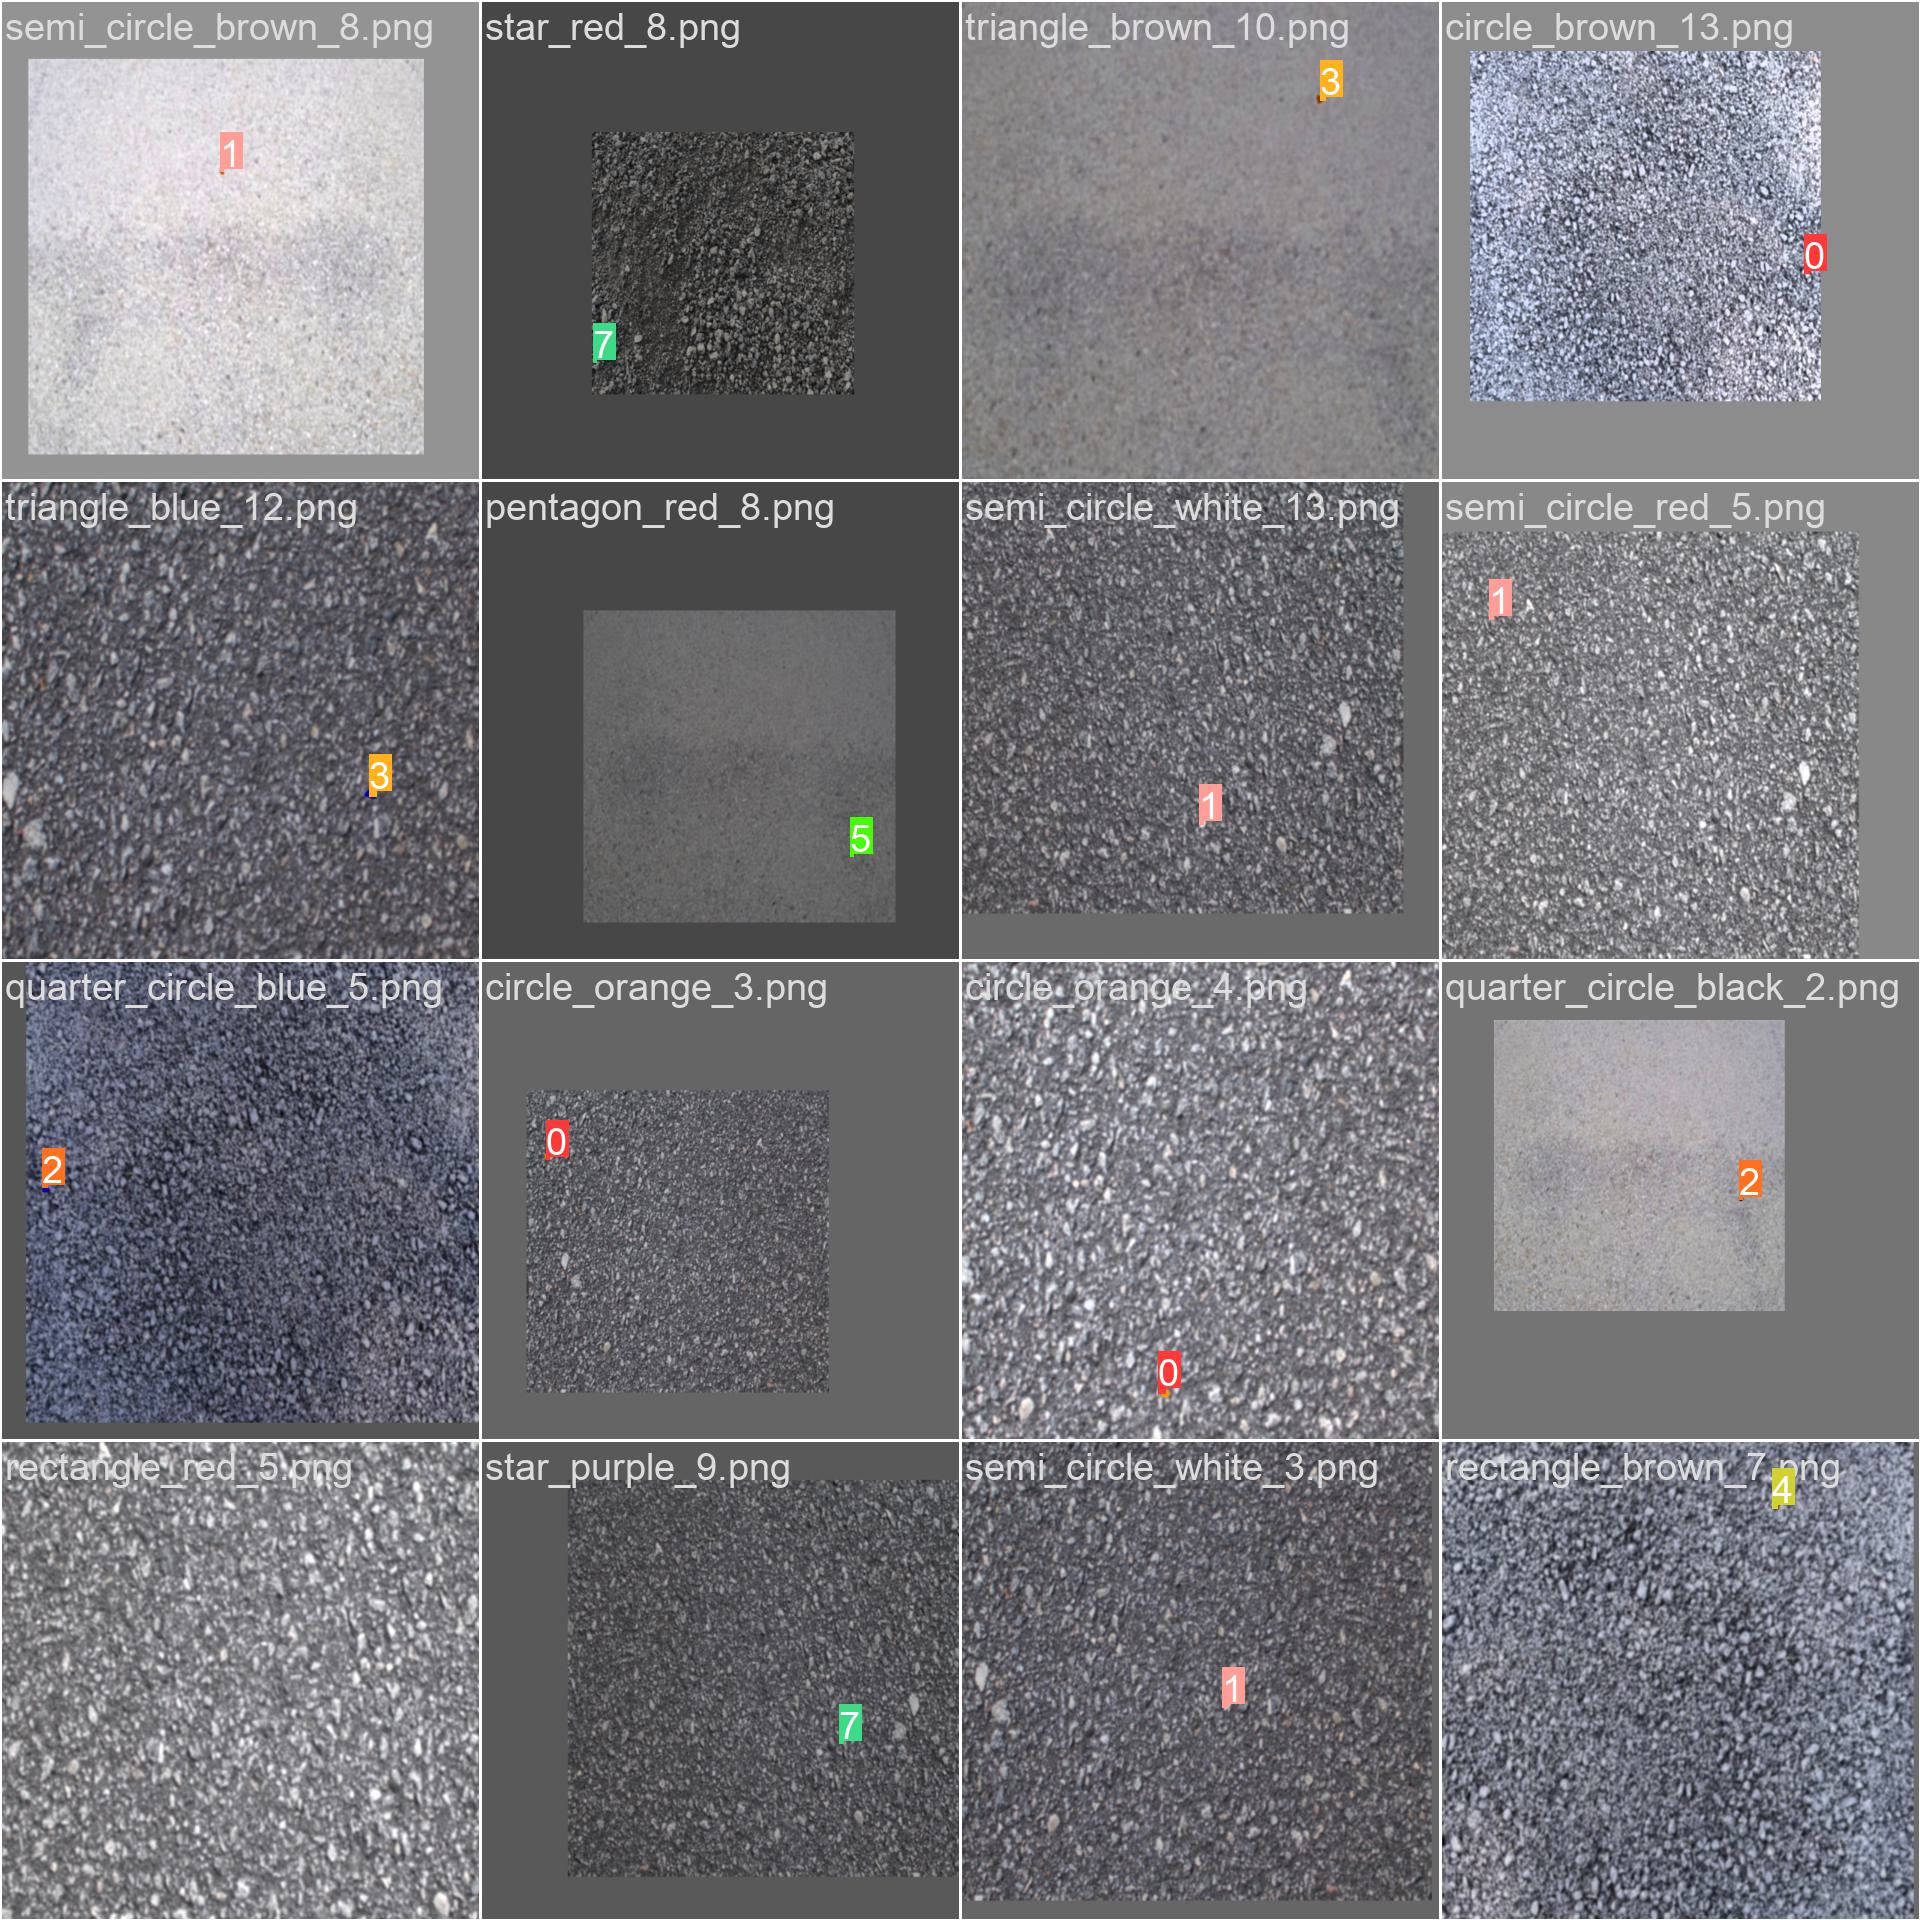 semi_circle_brown_8.png
star_red_8.png
triangle_brown_10.png
circle_brown_13.png
1
7
3
0
triangle_blue_12.png
pentagon_red_8.png
semi_circle_white_13.png
semi_circle_red_5.png
3
5
1
1
quarter_circle_blue_5.png
circle_orange_3.png
circle_orange_4.png
quarter_circle_black_2.png
2
0
0
2
rectangle_red_5.png
star_purple_9.png
semi_circle_white_3.png
rectangle_brown_7.png
7
1
4